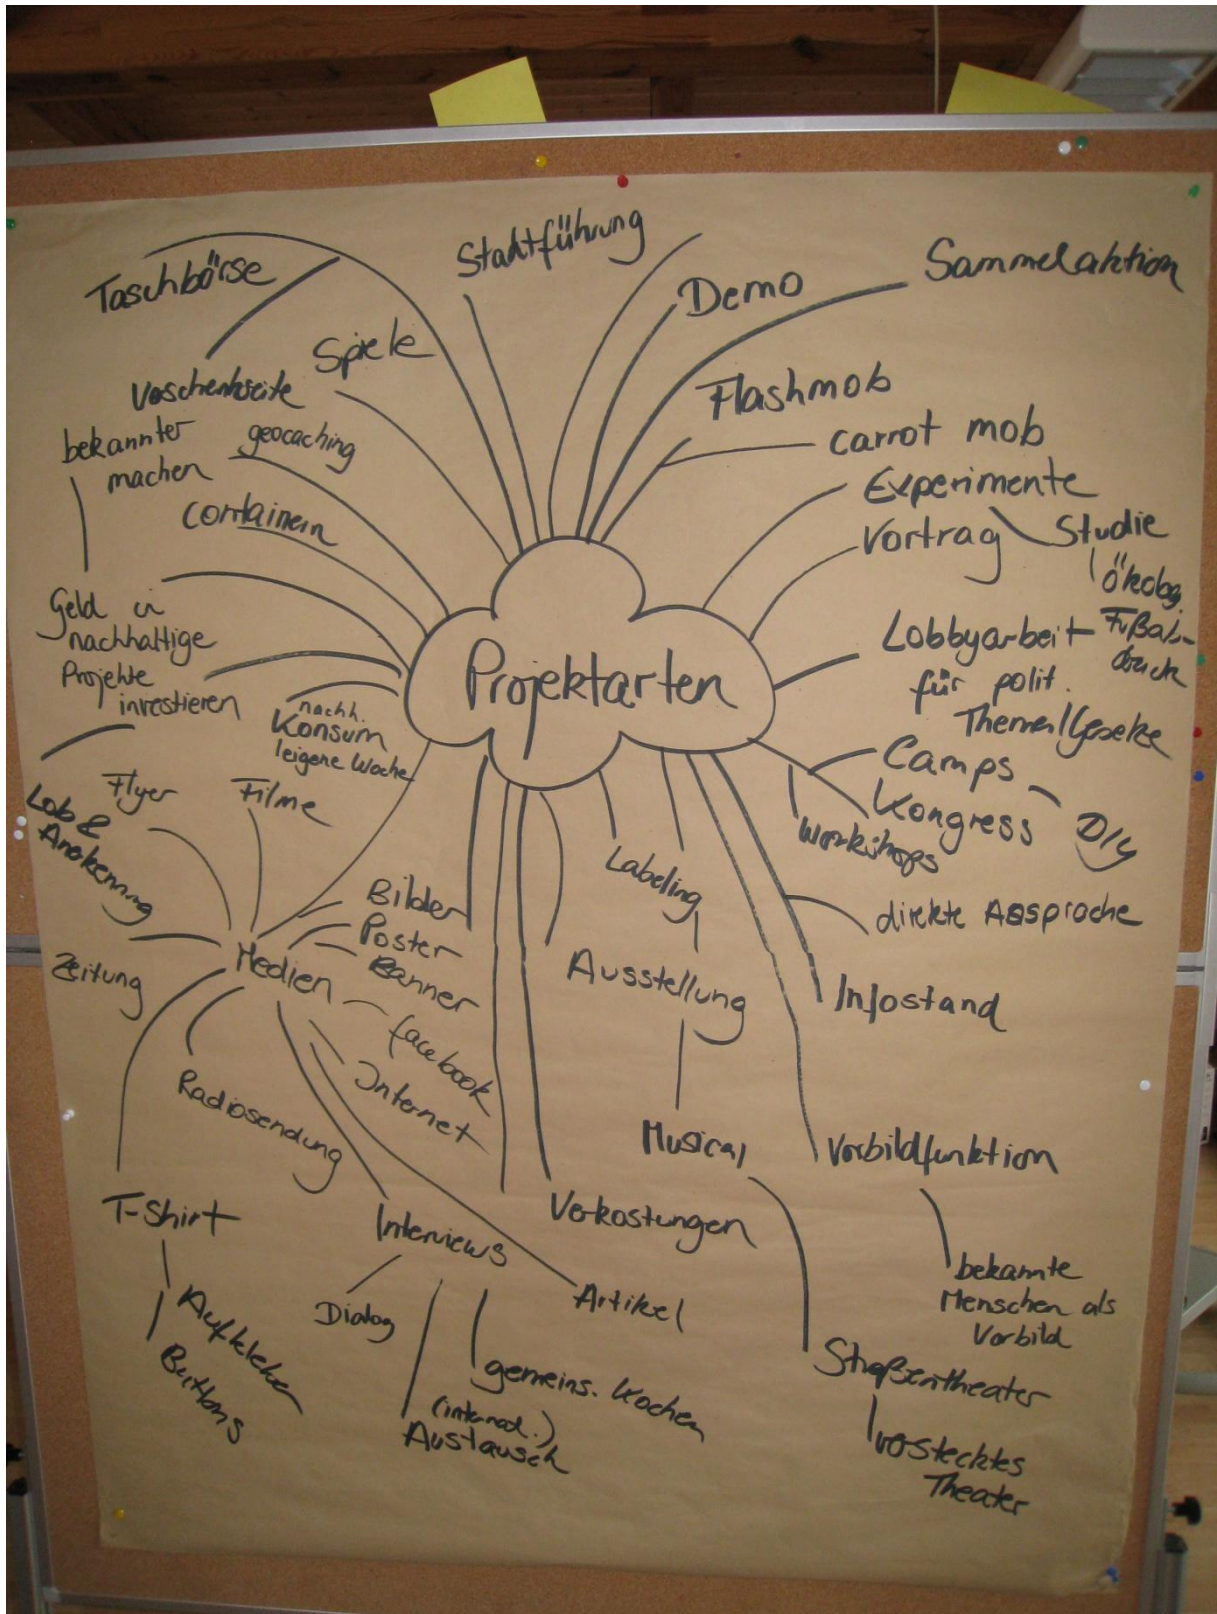 Stadtführung
Taschbörse
Demo
Sammelaktion
Spiele
Flashmob
Verschenkseite
bekannter
machen
geocaching
carrot mob
Experimente
containern
Vortrag
Studie
Ökolog.
Fußab-
druck
Geld in
nachhaltige
Projekte
investieren
Lobbyarbeit
für polit.
Themen/Gesetze
Projektarten
nachh.
Konsum
eigene Woche
Camps
Kongress
Workshops
DIY
Flyer
Filme
Lob &
Anerkennung
Labeling
Bilder
Poster
Banner
direkte Ansprache
Zeitung
Medien
Ausstellung
Infostand
facebook
Internet
Radiosendung
Musical
Vorbildfunktion
T-Shirt
Interviews
Verkostungen
bekannte
Menschen als
Vorbild
Aufkleber
Buttons
Dialog
Artikel
gemeins. Kochen
(internat.)
Austausch
Straßentheater
verstecktes
Theater